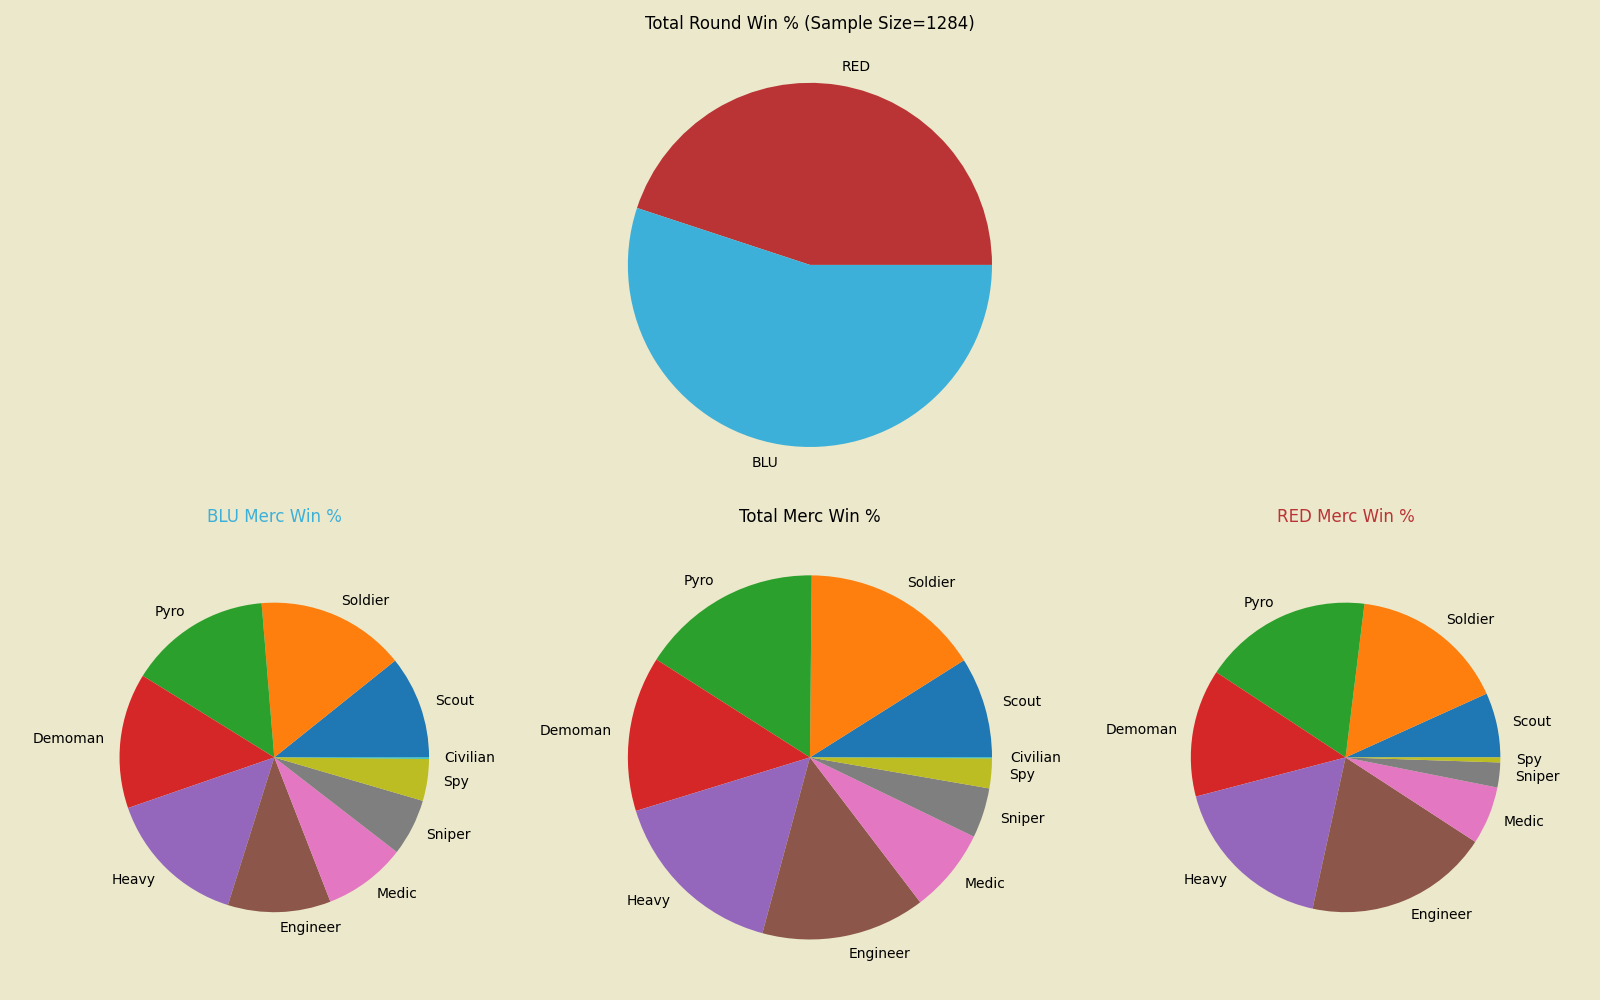 Total Round Win % (Sample Size=1284)
RED
BLU
BLU Merc Win %
Scout
Soldier
Pyro
Demoman
Heavy
Engineer
Medic
Sniper
Spy
Civilian
Total Merc Win %
Scout
Soldier
Pyro
Demoman
Heavy
Engineer
Medic
Sniper
Spy
Civilian
RED Merc Win %
Scout
Soldier
Pyro
Demoman
Heavy
Engineer
Medic
Sniper
Spy